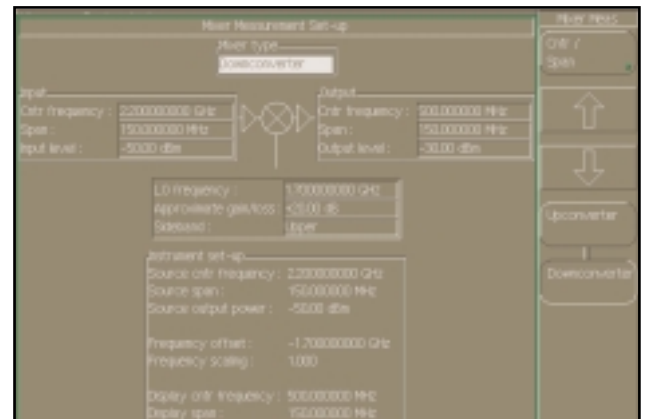 Mixer Measurement Set-up
Mixer type
Downconverter
Input
Cntr frequency : 2.200000000 GHz
Span : 150.000000 MHz
Input level : -50.00 dBm
Output
Cntr frequency : 500.000000 MHz
Span : 150.000000 MHz
Output level : -30.00 dBm
LO frequency : 1.700000000 GHz
Approximate gain/loss : +20.00 dB
Sideband : Upper
Instrument set-up
Source cntr frequency : 2.200000000 GHz
Source span : 150.000000 MHz
Source output power : -50.00 dBm
Frequency offset : -1.700000000 GHz
Frequency scaling : 1.000
Display cntr frequency : 500.000000 MHz
Display span : 150.000000 MHz
Mixer Meas
Cntr /
Span
Upconverter
Downconverter